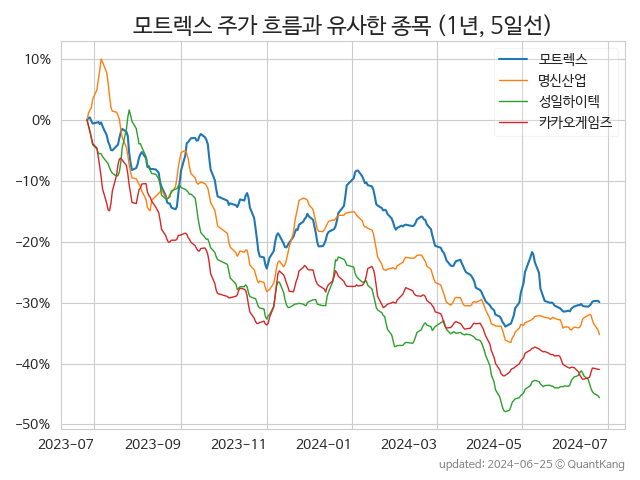 모트렉스 주가 흐름과 유사한 종목 (1년, 5일선)
모트렉스
명신산업
성일하이텍
카카오게임즈
10%
0%
−10%
−20%
−30%
−40%
−50%
2023-07
2023-09
2023-11
2024-01
2024-03
2024-05
2024-07
updated: 2024-06-25 © QuantKang